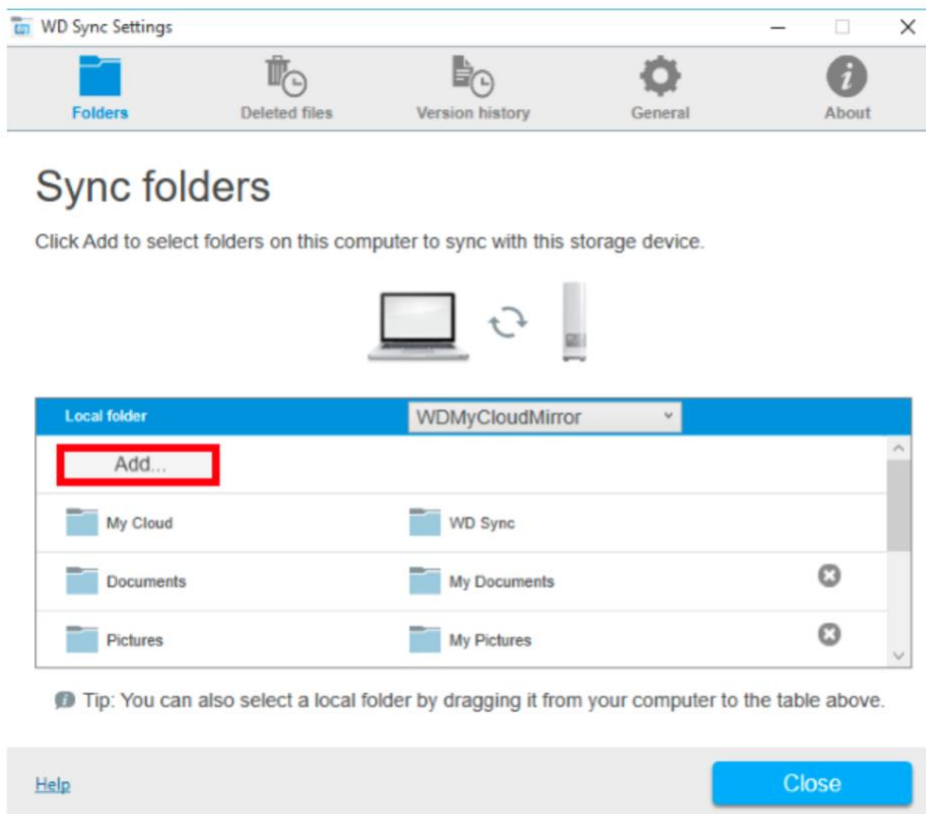 WD Sync Settings
Folders
Deleted files
Version history
General
About
Sync folders
Click Add to select folders on this computer to sync with this storage device.
Local folder
WDMyCloudMirror
Add...
My Cloud
WD Sync
Documents
My Documents
Pictures
My Pictures
Tip: You can also select a local folder by dragging it from your computer to the table above.
Help
Close